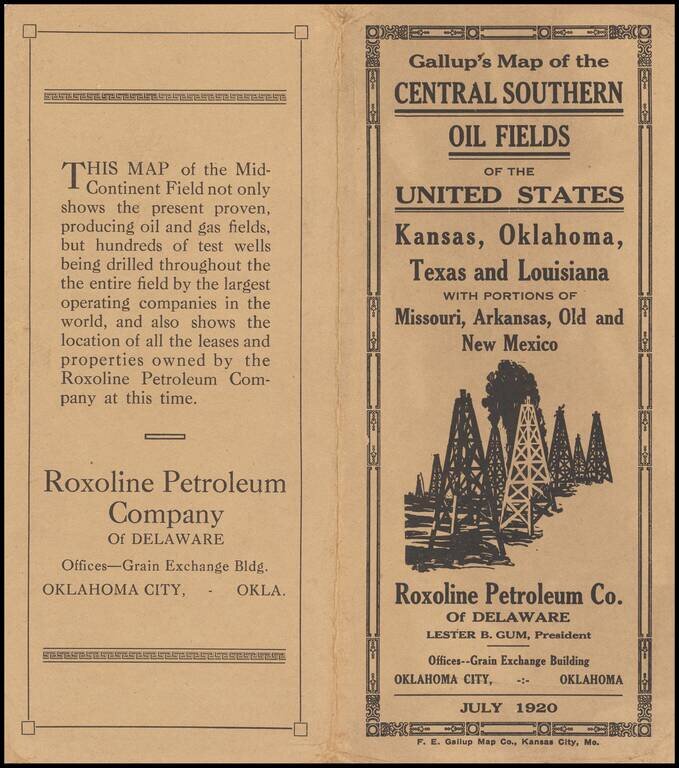 THIS MAP of the Mid-
Continent Field not only
shows the present proven,
producing oil and gas fields,
but hundreds of test wells
being drilled throughout the
the entire field by the largest
operating companies in the
world, and also shows the
location of all the leases and
properties owned by the
Roxoline Petroleum Com-
pany at this time.
Roxoline Petroleum
Company
Of DELAWARE
Offices—Grain Exchange Bldg.
OKLAHOMA CITY, - OKLA.
Gallup's Map of the
CENTRAL SOUTHERN
OIL FIELDS
OF THE
UNITED STATES
Kansas, Oklahoma,
Texas and Louisiana
WITH PORTIONS OF
Missouri, Arkansas, Old and
New Mexico
Roxoline Petroleum Co.
Of DELAWARE
LESTER B. GUM, President
Offices--Grain Exchange Building
OKLAHOMA CITY, -:- OKLAHOMA
JULY 1920
F. E. Gallup Map Co., Kansas City, Mo.